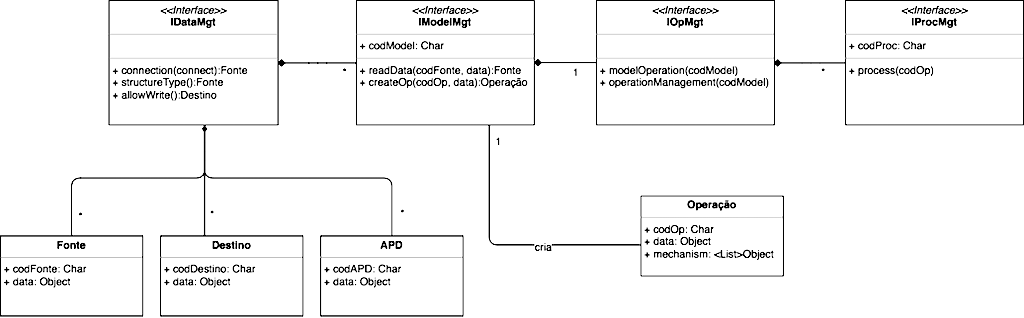 <<Interface>>
IDataMgt
+ connection(connect):Fonte
+ structureType():Fonte
+ allowWrite():Destino
*
<<Interface>>
IModelMgt
+ codModel: Char
+ readData(codFonte, data):Fonte
+ createOp(codOp, data):Operação
1
<<Interface>>
IOpMgt
+ modelOperation(codModel)
+ operationManagement(codModel)
*
<<Interface>>
IProcMgt
+ codProc: Char
+ process(codOp)
1
cria
*
*
*
Fonte
+ codFonte: Char
+ data: Object
Destino
+ codDestino: Char
+ data: Object
APD
+ codAPD: Char
+ data: Object
Operação
+ codOp: Char
+ data: Object
+ mechanism: <List>Object